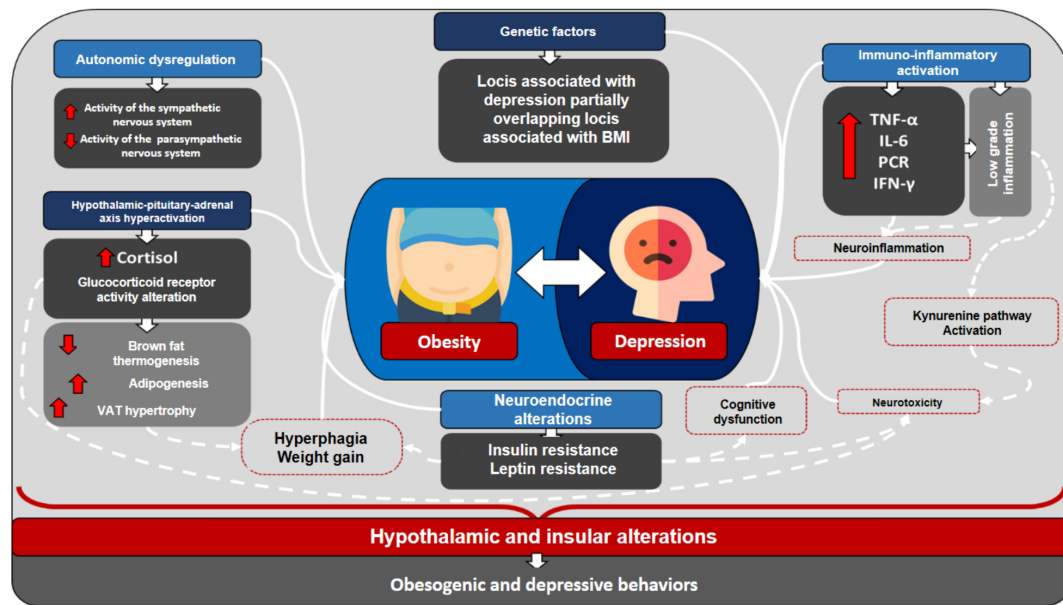 Genetic factors
Locis associated with
depression partially
overlapping locis
associated with BMI
Autonomic dysregulation
Activity of the sympathetic
nervous system
Activity of the parasympathetic
nervous system
Hypothalamic-pituitary-adrenal
axis hyperactivation
Cortisol
Glucocorticoid receptor
activity alteration
Brown fat
thermogenesis
Adipogenesis
VAT hypertrophy
Hyperphagia
Weight gain
Obesity
Depression
Neuroendocrine
alterations
Insulin resistance
Leptin resistance
Immuno-inflammatory
activation
TNF-α
IL-6
PCR
IFN-γ
Low grade
inflammation
Neuroinflammation
Kynurenine pathway
Activation
Neurotoxicity
Cognitive
dysfunction
Hypothalamic and insular alterations
Obesogenic and depressive behaviors